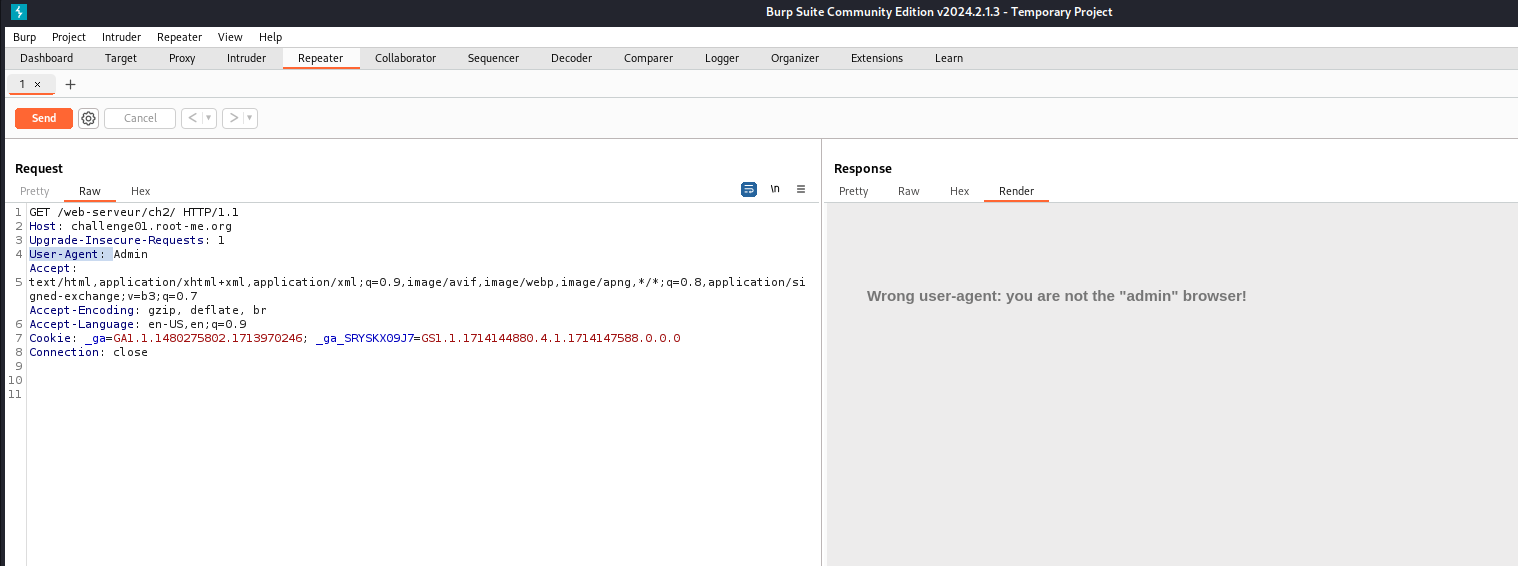 Burp Suite Community Edition v2024.2.1.3 - Temporary Project
Burp Project Intruder Repeater View Help
Dashboard Target Proxy Intruder Repeater Collaborator Sequencer Decoder Comparer Logger Organizer Extensions Learn
1 × +
Send Cancel < ▾ > ▾
Request
Pretty Raw Hex \n ≡
1 GET /web-serveur/ch2/ HTTP/1.1
2 Host: challenge01.root-me.org
3 Upgrade-Insecure-Requests: 1
4 User-Agent: Admin
Accept:
5 text/html,application/xhtml+xml,application/xml;q=0.9,image/avif,image/webp,image/apng,*/*;q=0.8,application/si
gned-exchange;v=b3;q=0.7
Accept-Encoding: gzip, deflate, br
6 Accept-Language: en-US,en;q=0.9
7 Cookie: _ga=GA1.1.1480275802.1713970246; _ga_SRYSKX09J7=GS1.1.1714144880.4.1.1714147588.0.0.0
8 Connection: close
9
10
11
Response
Pretty Raw Hex Render
Wrong user-agent: you are not the "admin" browser!